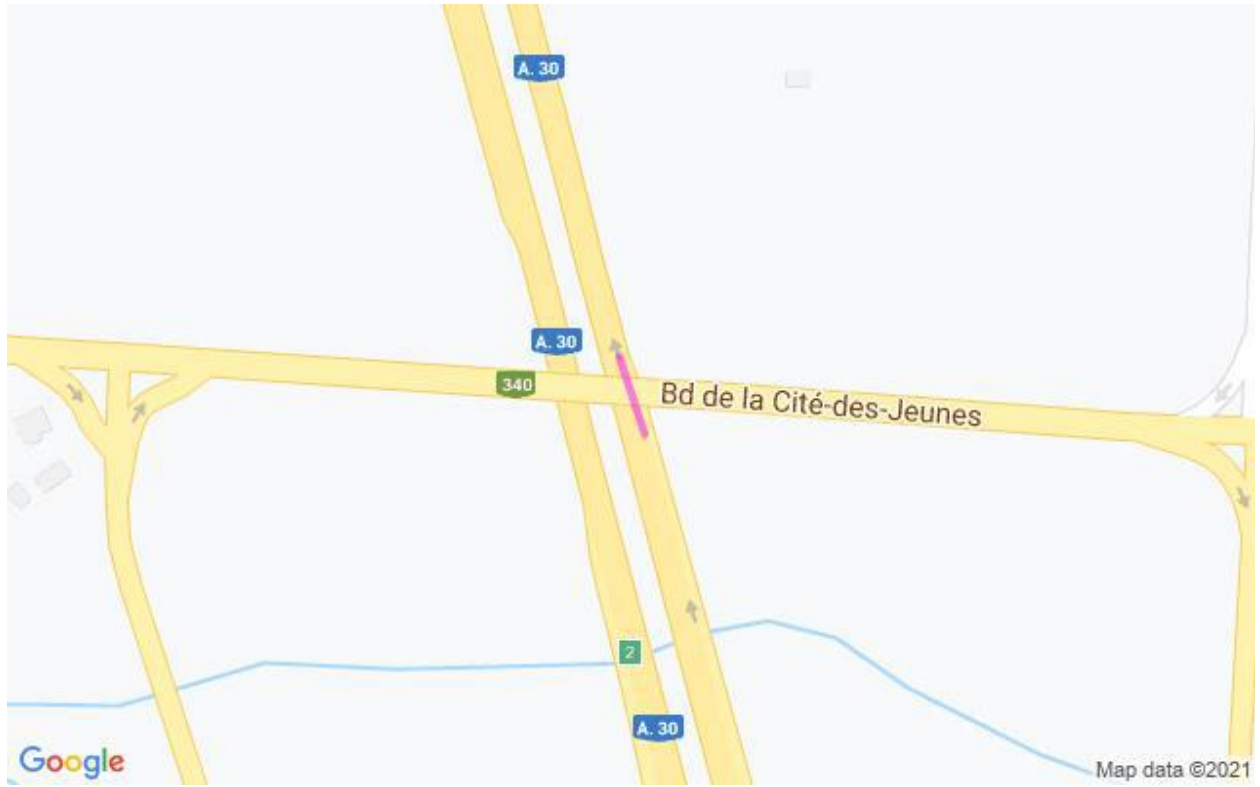 A. 30
A. 30
340
Bd de la Cité-des-Jeunes
2
A. 30
Google
Map data ©2021